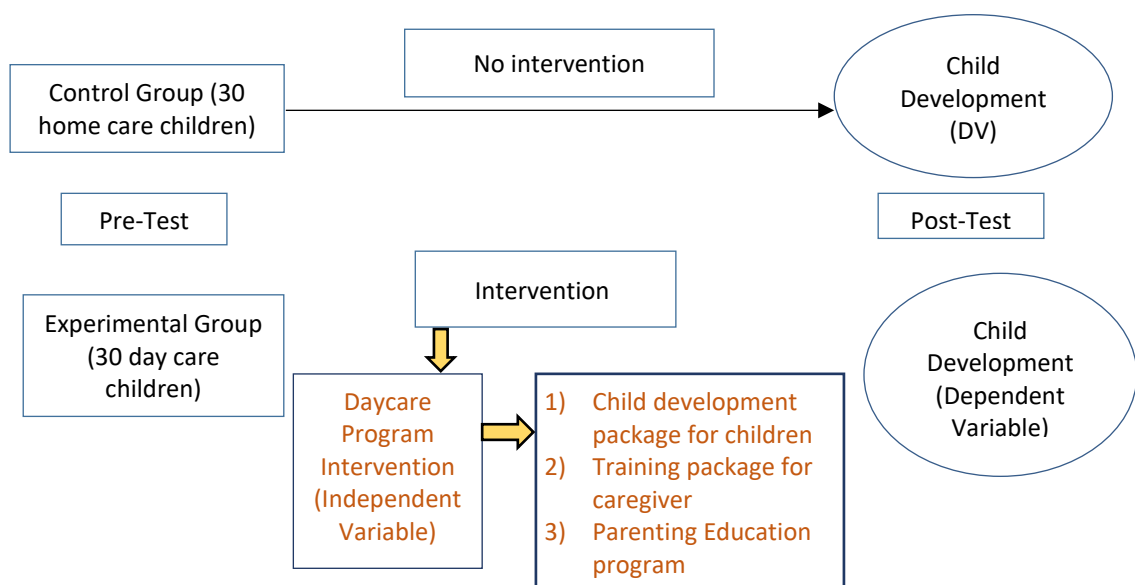 No intervention
Control Group (30
home care children)
Child
Development
(DV)
Pre-Test
Post-Test
Intervention
Experimental Group
(30 day care
children)
Daycare
Program
Intervention
(Independent
Variable)
1) Child development
package for children
2) Training package for
caregiver
3) Parenting Education
program
Child
Development
(Dependent
Variable)